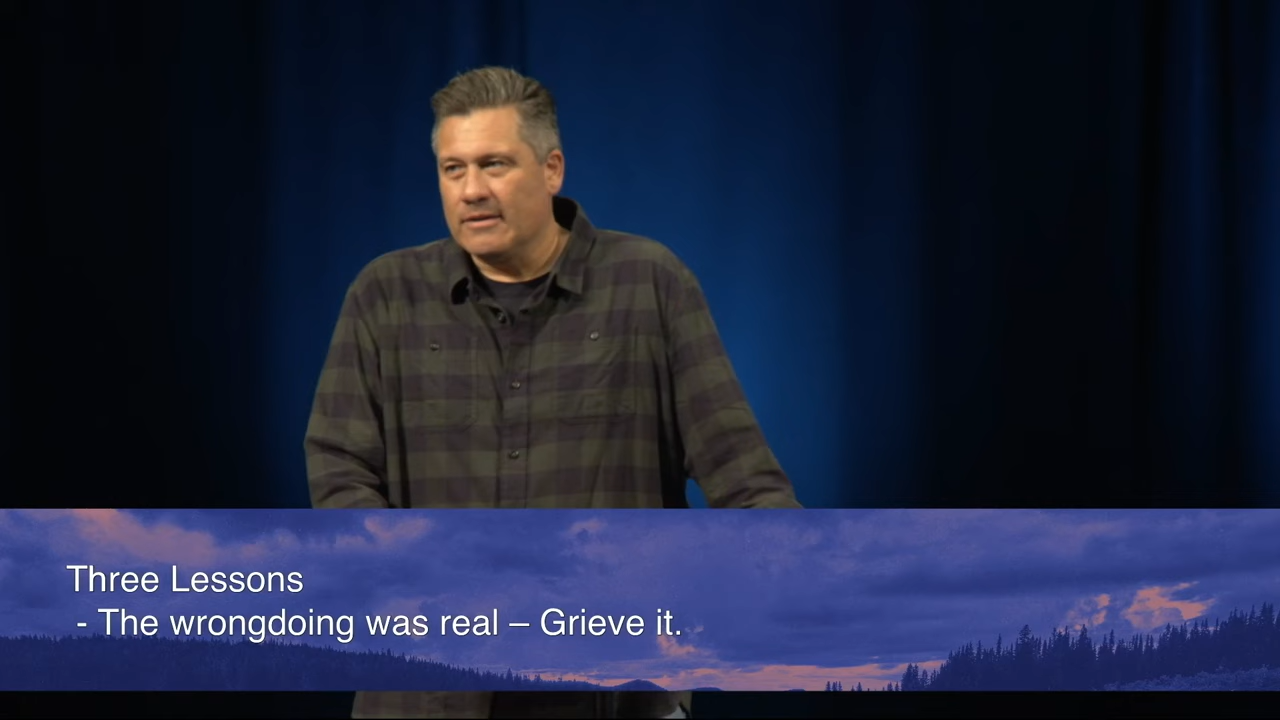 Three Lessons
- The wrongdoing was real – Grieve it.